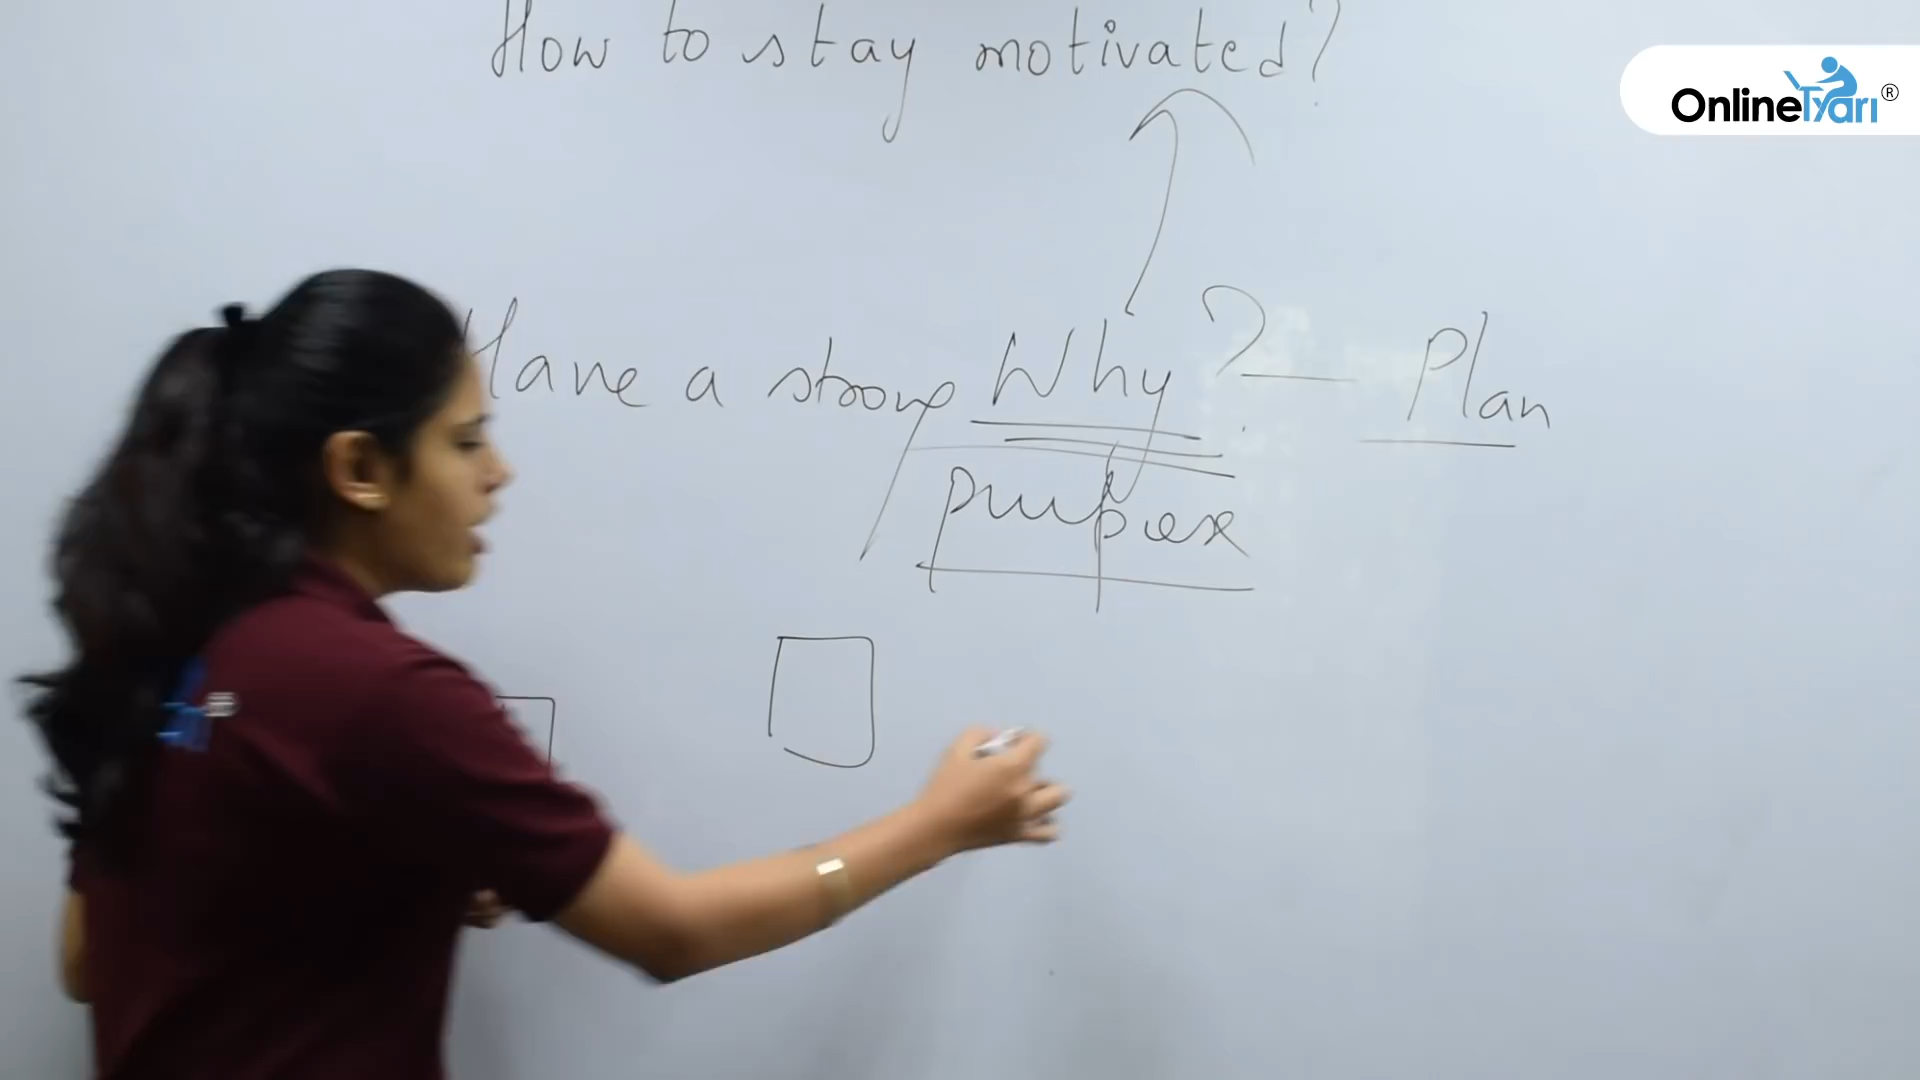 How to stay motivated?
OnlineTyari®
Have a strong Why? — Plan
purpose